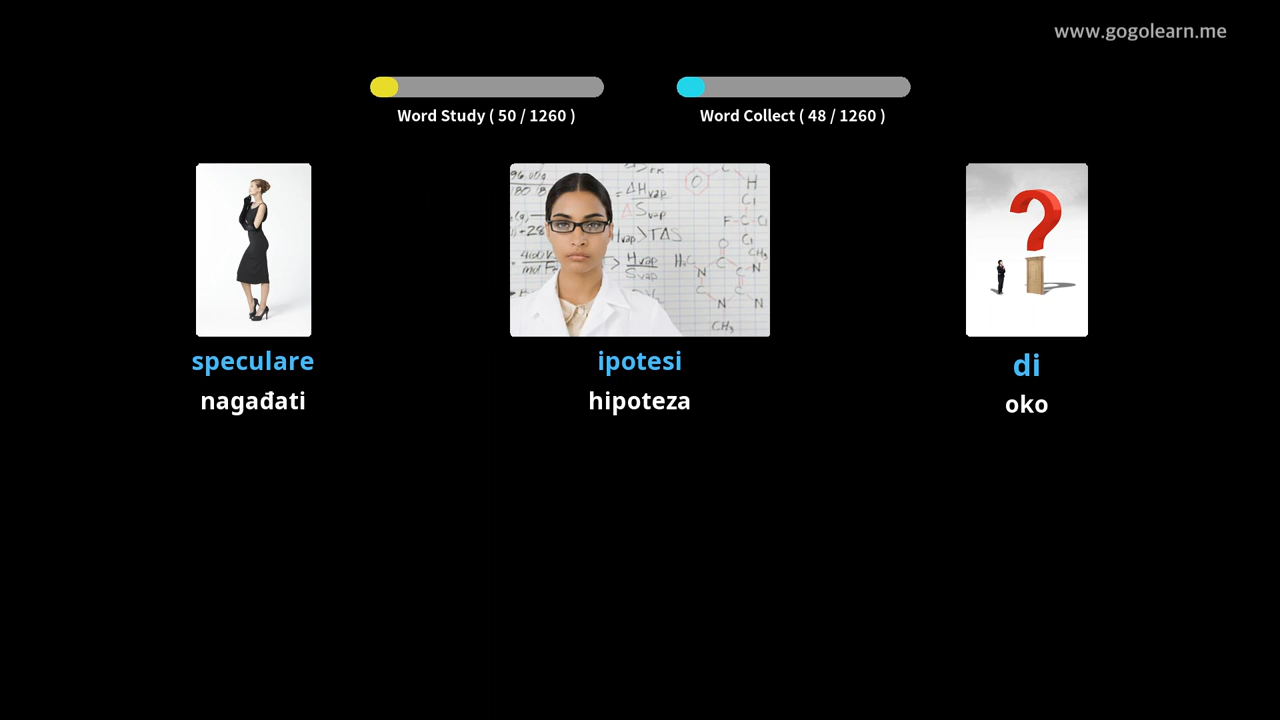 www.gogolearn.me
Word Study ( 50 / 1260 )
Word Collect ( 48 / 1260 )
speculare
nagađati
ipotesi
hipoteza
di
oko